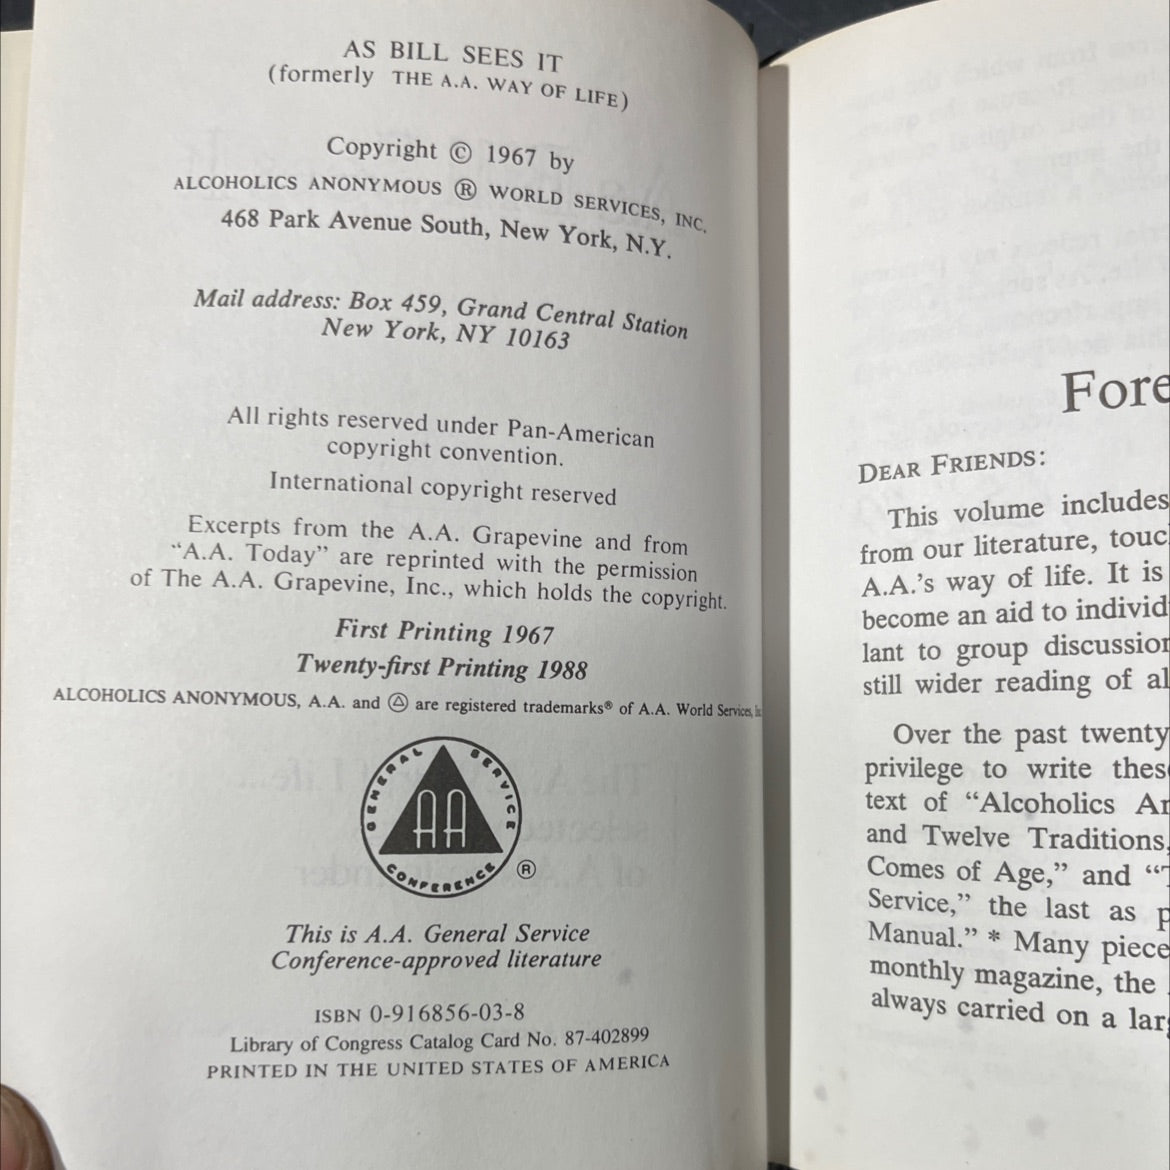 AS BILL SEES IT
(formerly THE A.A. WAY OF LIFE)
Copyright © 1967 by
ALCOHOLICS ANONYMOUS ® WORLD SERVICES, INC.
468 Park Avenue South, New York, N.Y.
Mail address: Box 459, Grand Central Station
New York, NY 10163
All rights reserved under Pan-American
copyright convention.
International copyright reserved
Excerpts from the A.A. Grapevine and from
“A.A. Today” are reprinted with the permission
of The A.A. Grapevine, Inc., which holds the copyright.
First Printing 1967
Twenty-first Printing 1988
ALCOHOLICS ANONYMOUS, A.A. and are registered trademarks® of A.A. World Services,
GENERAL SERVICE
AA
CONFERENCE
®
This is A.A. General Service
Conference-approved literature
ISBN 0-916856-03-8
Library of Congress Catalog Card No. 87-402899
PRINTED IN THE UNITED STATES OF AMERICA
Fore
DEAR FRIENDS:
This volume includes
from our literature, touc
A.A.’s way of life. It is
become an aid to individ
lant to group discussion
still wider reading of al
Over the past twenty
privilege to write these
text of “Alcoholics An
and Twelve Traditions,
Comes of Age,” and “T
Service,” the last as p
Manual.” * Many piece
monthly magazine, the
always carried on a larg